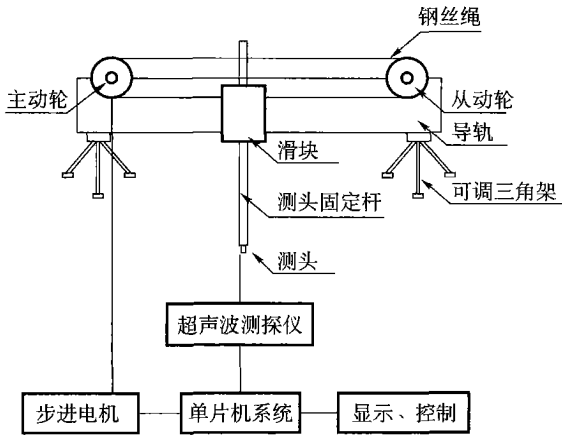 钢丝绳
主动轮
从动轮
导轨
滑块
可调三角架
测头固定杆
测头
超声波测探仪
步进电机
单片机系统
显示、控制